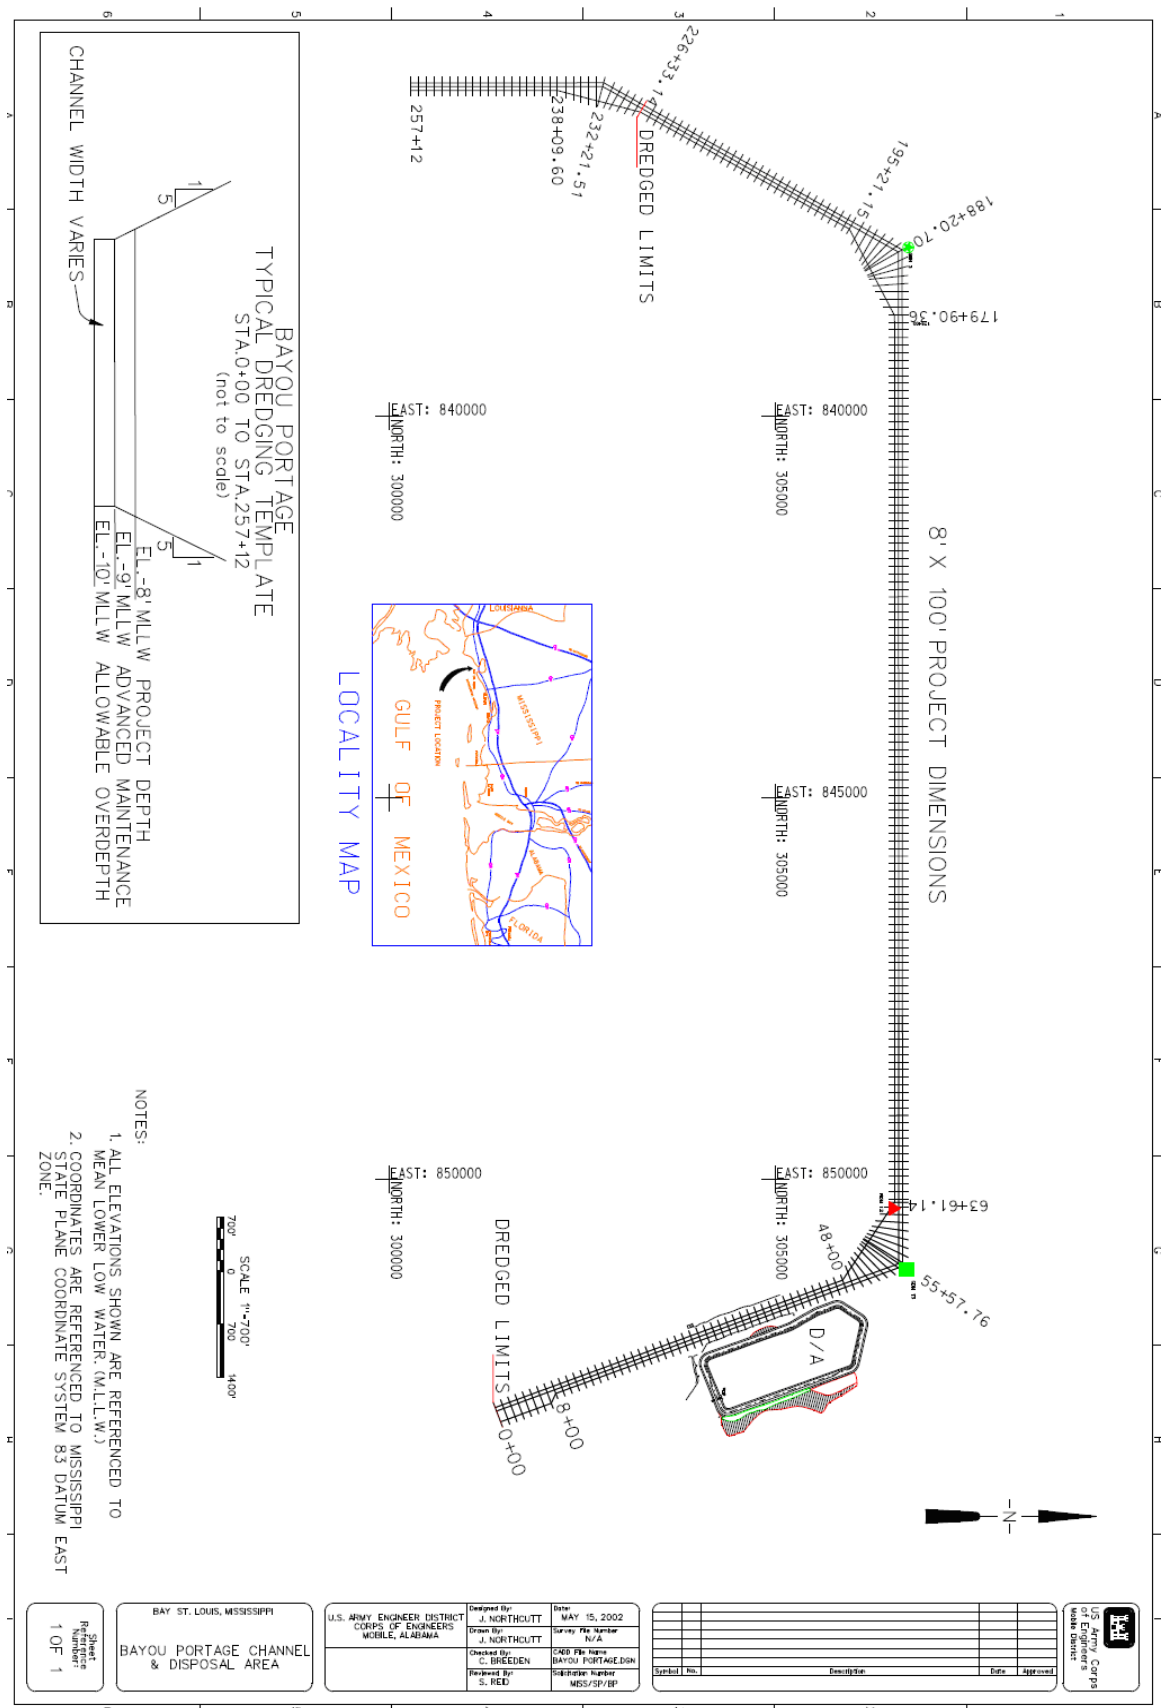 6
5
4
3
2
1
226+33.14
DREDGED LIMITS
232+21.51
238+09.60
257+12
195+21.15
188+20.70
179+90.36
8' X 100' PROJECT DIMENSIONS
63+61.14
55+57.76
48+00
D/A
8+00
0+00
DREDGED LIMITS
EAST: 840000
NORTH: 300000
EAST: 840000
NORTH: 305000
EAST: 845000
NORTH: 305000
EAST: 850000
NORTH: 300000
EAST: 850000
NORTH: 305000
BAYOU PORTAGE
TYPICAL DREDGING TEMPLATE
STA.0+00 TO STA.257+12
(not to scale)
1
5
5
1
CHANNEL WIDTH VARIES
EL.-8' MLLW PROJECT DEPTH
EL.-9' MLLW ADVANCED MAINTENANCE
EL.-10' MLLW ALLOWABLE OVERDEPTH
LOUISIANNA
MISSISSIPPI
ALABAMA
FLORIDA
PROJECT LOCATION
GULF OF MEXICO
LOCALITY MAP
NOTES:
1. ALL ELEVATIONS SHOWN ARE REFERENCED TO
MEAN LOWER LOW WATER. (M.L.L.W.)
2. COORDINATES ARE REFERENCED TO MISSISSIPPI
STATE PLANE COORDINATE SYSTEM 83 DATUM EAST
ZONE.
SCALE 1"=700'
700' 0 700 1400'
-N-
Sheet
Reference
Number:
1 OF 1
BAY ST. LOUIS, MISSISSIPPI
BAYOU PORTAGE CHANNEL
& DISPOSAL AREA
U.S. ARMY ENGINEER DISTRICT
CORPS OF ENGINEERS
MOBILE, ALABAMA
Designed By:
J. NORTHCUTT
Drawn By:
J. NORTHCUTT
Checked By:
C. BREEDEN
Reviewed By:
S. REID
Date:
MAY 15, 2002
Survey File Number
N/A
CADD File Name
BAYOU PORTAGE.DGN
Solicitation Number
MISS/SP/BP
Symbol No. Description Date Approved
US Army Corps
of Engineers
Mobile District